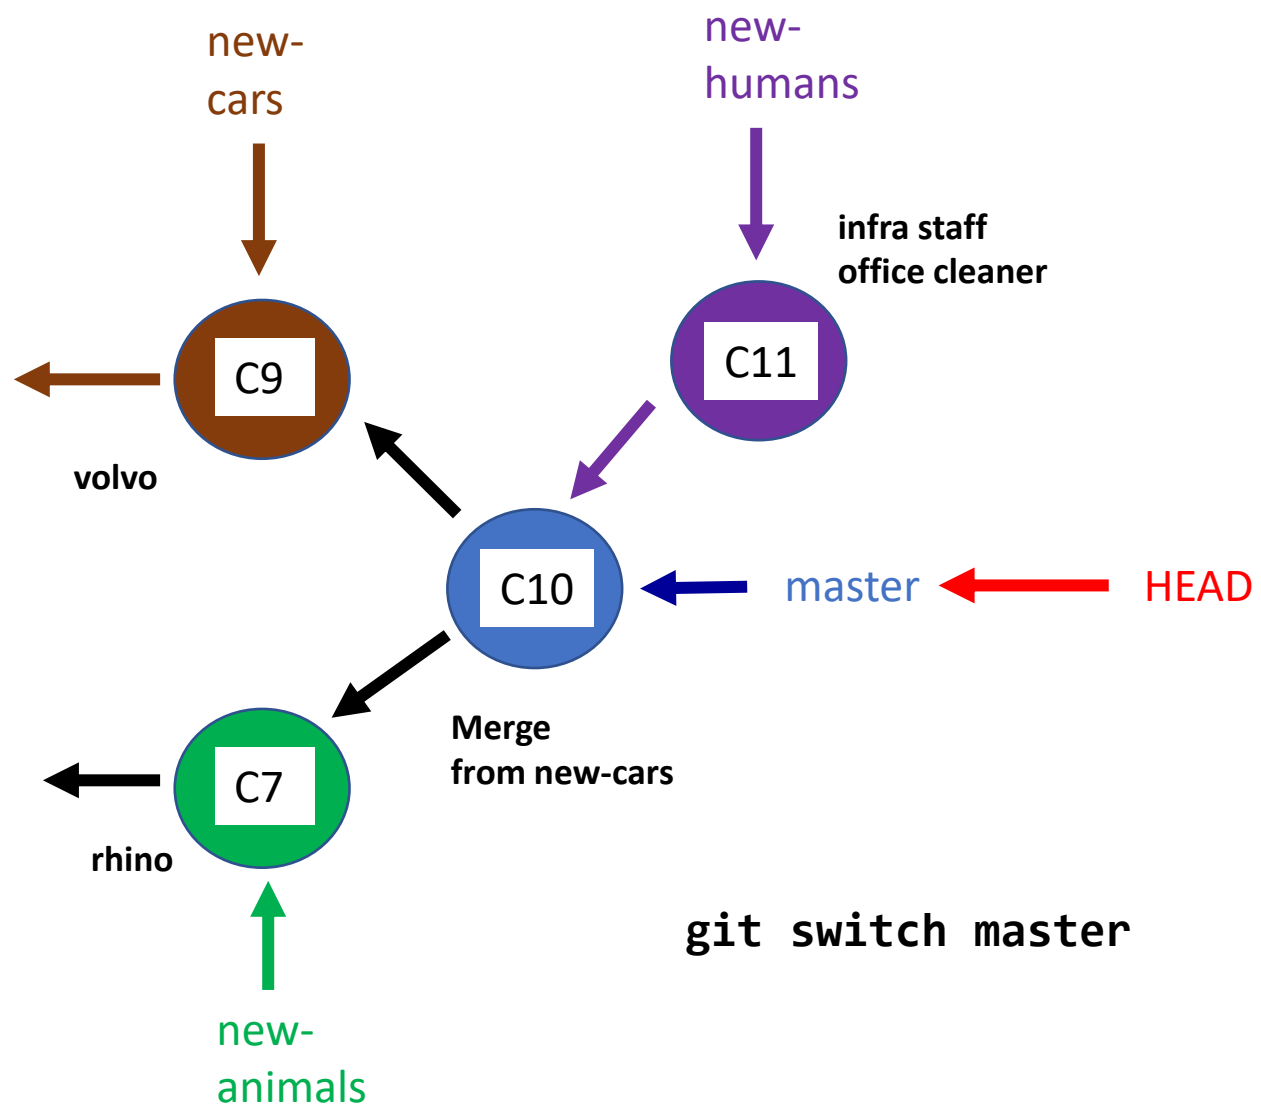 new-
cars
new-
humans
infra staff
office cleaner
C11
C9
volvo
C10
master
HEAD
Merge
from new-cars
C7
rhino
git switch master
new-
animals